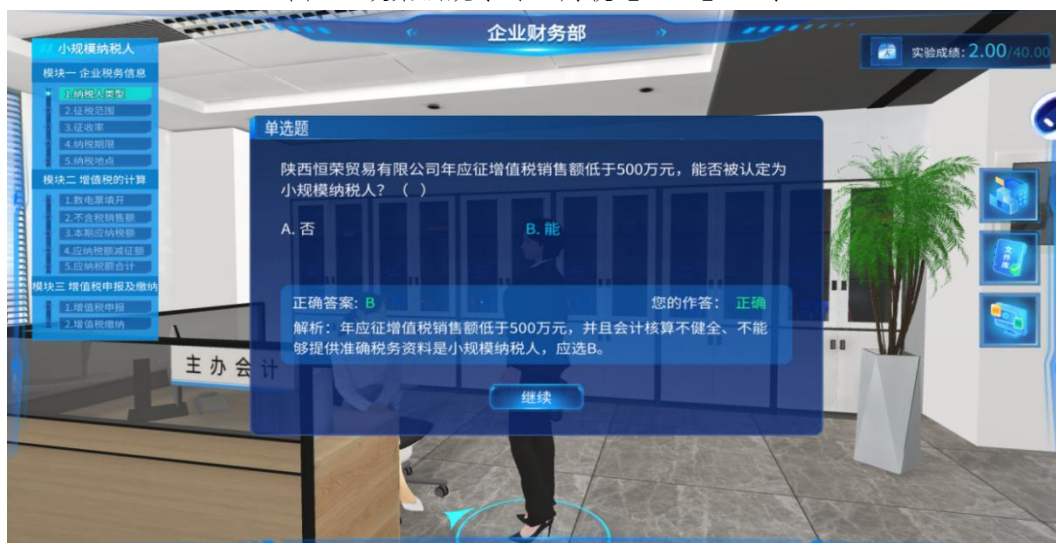 企业财务部
实验成绩: 2.00/40.00
小规模纳税人
模块一 企业税务信息
1.纳税人类型
2.征税范围
3.征收率
4.纳税期限
5.纳税地点
模块二 增值税的计算
1.数电票填开
2.不含税销售额
3.本期应纳税额
4.应纳税额减征额
5.应纳税额合计
模块三 增值税申报及缴纳
1.增值税申报
2.增值税缴纳
单选题
陕西恒荣贸易有限公司年应征增值税销售额低于500万元，能否被认定为
小规模纳税人？（ ）
A. 否 B. 能
正确答案: B 您的作答： 正确
解析：年应征增值税销售额低于500万元，并且会计核算不健全、不能
够提供准确税务资料是小规模纳税人，应选B。
继续
主办会计
文件库